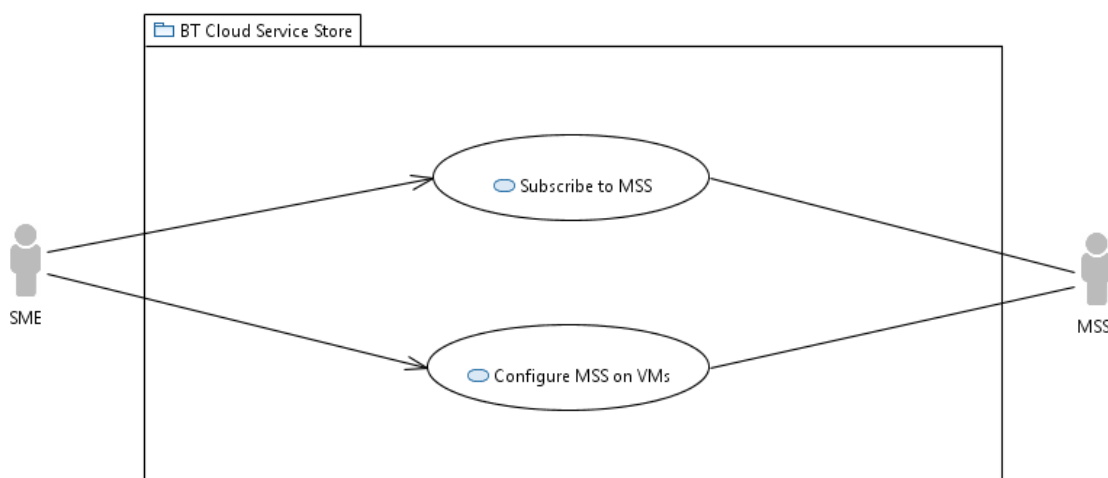 BT Cloud Service Store
Subscribe to MSS
SME
MSS
Configure MSS on VMs